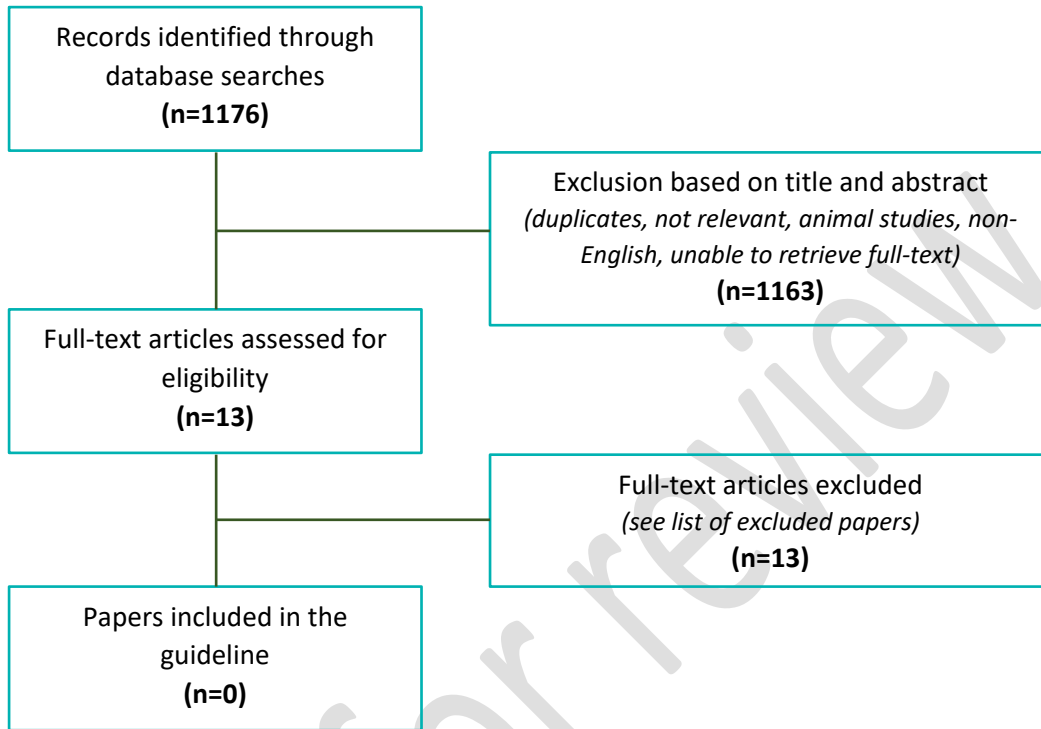 Records identified through
database searches
(n=1176)
Exclusion based on title and abstract
(duplicates, not relevant, animal studies, non-
English, unable to retrieve full-text)
(n=1163)
Full-text articles assessed for
eligibility
(n=13)
Full-text articles excluded
(see list of excluded papers)
(n=13)
Papers included in the
guideline
(n=0)
for review